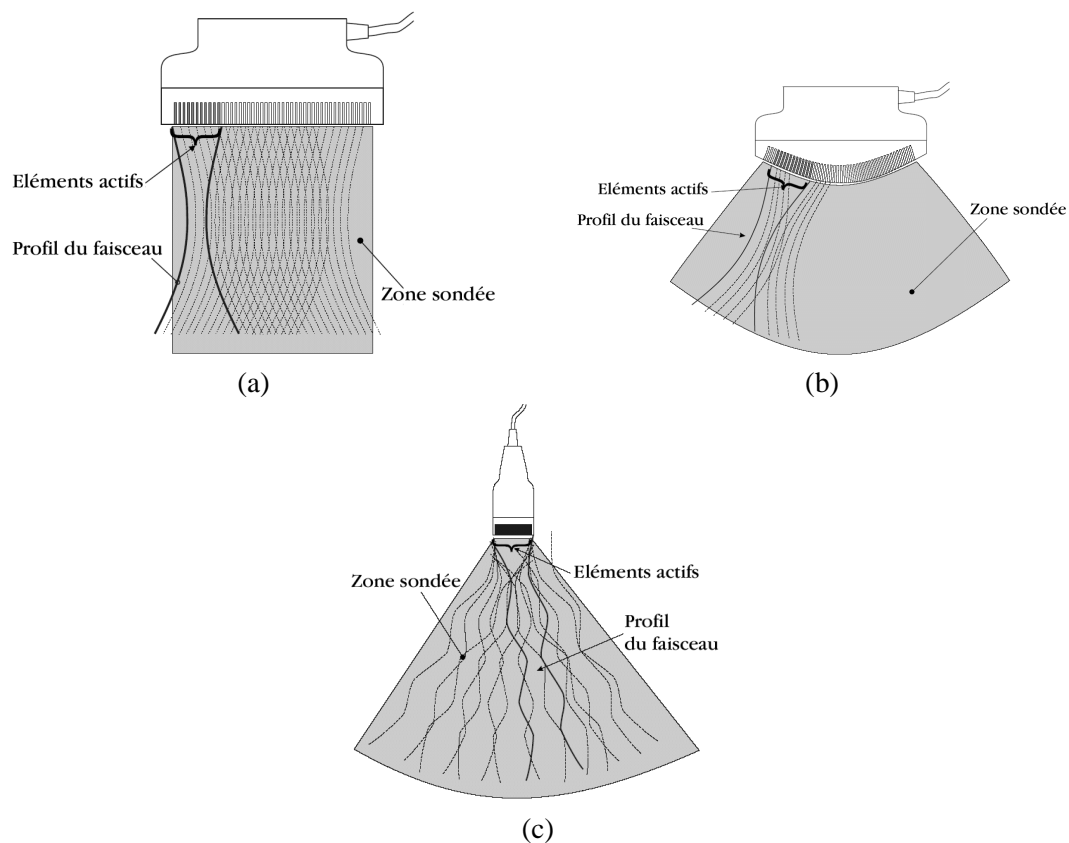 Eléments actifs
Profil du faisceau
Zone sondée
(a)
Eléments actifs
Profil du faisceau
Zone sondée
(b)
Zone sondée
Eléments actifs
Profil
du faisceau
(c)